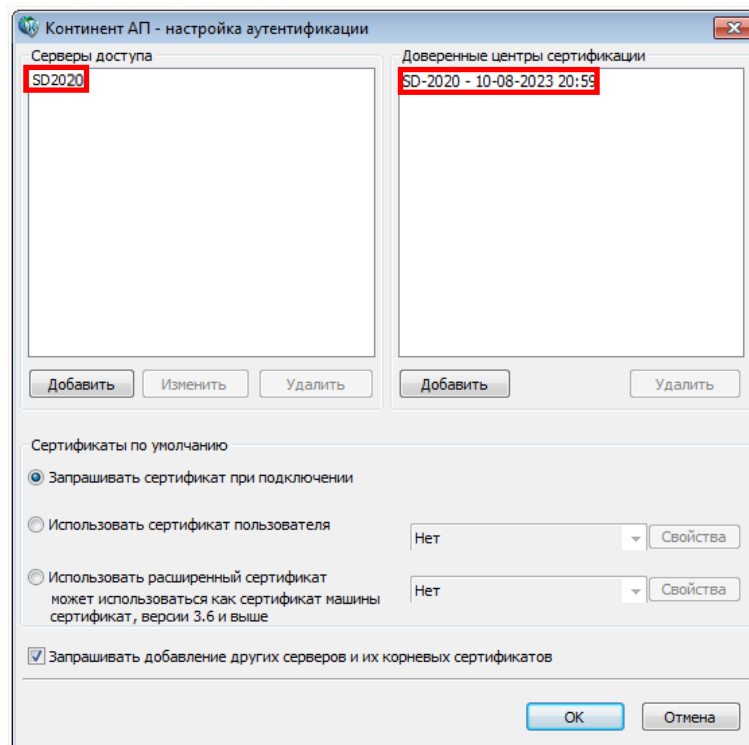 Континент АП - настройка аутентификации
Серверы доступа
SD2020
Добавить
Изменить
Удалить
Доверенные центры сертификации
SD-2020 - 10-08-2023 20:59
Добавить
Удалить
Сертификаты по умолчанию
Запрашивать сертификат при подключении
Использовать сертификат пользователя
Нет
Свойства
Использовать расширенный сертификат
может использоваться как сертификат машины
сертификат, версии 3.6 и выше
Нет
Свойства
Запрашивать добавление других серверов и их корневых сертификатов
OK
Отмена